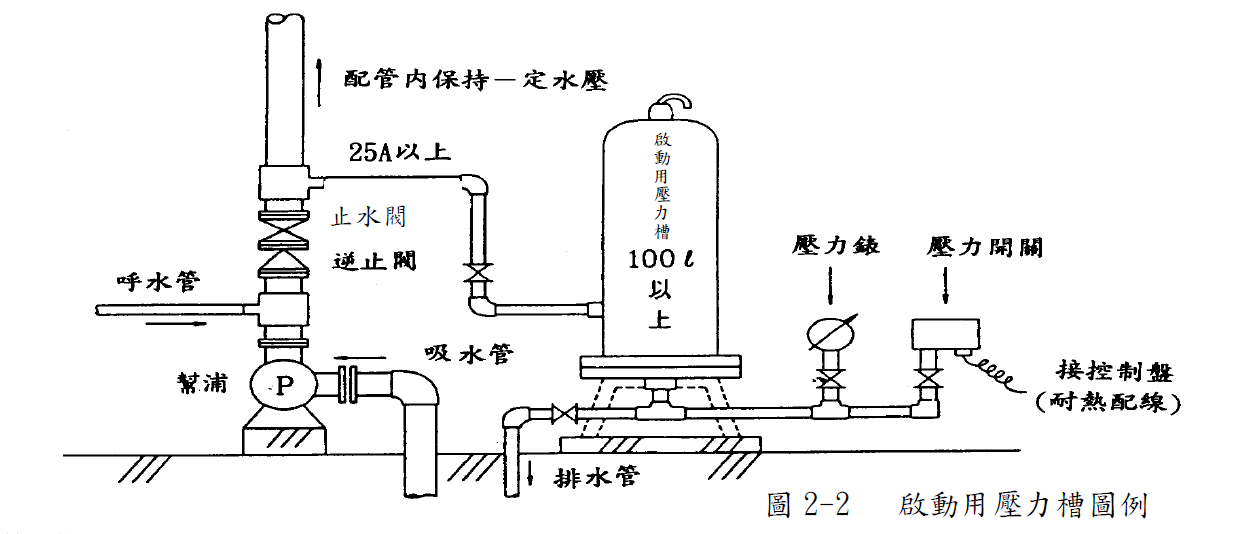 配管內保持一定水壓
25A以上
啟動用壓力槽
100ℓ
以
上
止水閥
逆止閥
呼水管
壓力錶
壓力開關
吸水管
幫浦
P
接控制盤
(耐熱配線)
排水管
圖 2-2 啟動用壓力槽圖例